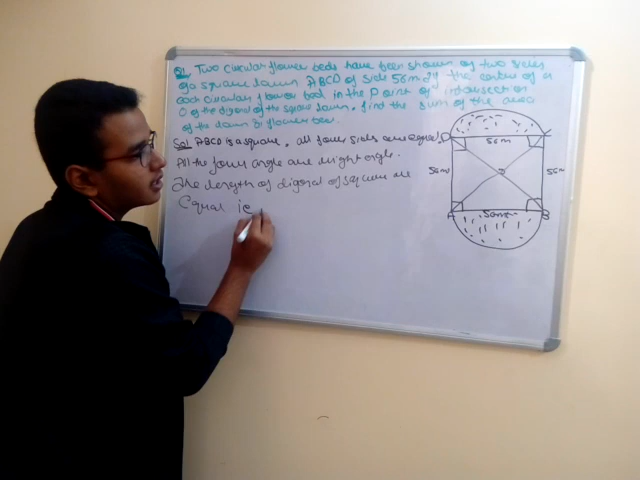 Q1. Two circular flower beds have been shown of two sides
of a square lawn ABCD of side 56m. If the center of
each circular flower bed in the point of intersection
O of the digonal of the square lawn, find the sum of the area
of the lawn & flower bed.
Sol ABCD is a square. all four sides are equal.
All the four angle are right angle.
The length of digonal of square are
Equal ie
D
56m
56m
56m
O
A
56m
B